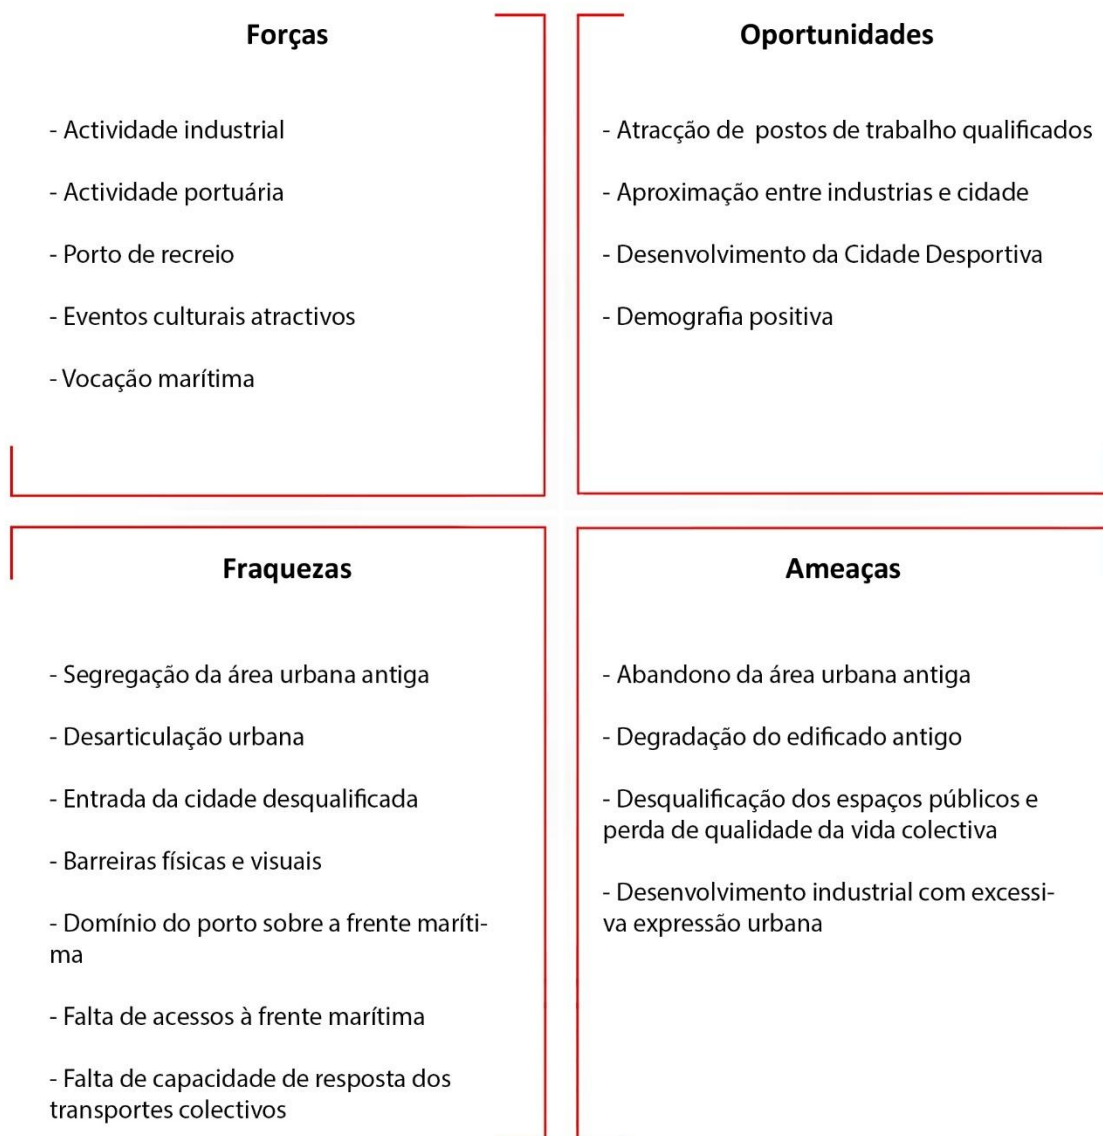 Forças
- Actividade industrial
- Actividade portuária
- Porto de recreio
- Eventos culturais atractivos
- Vocação marítima
Oportunidades
- Atracção de  postos de trabalho qualificados
- Aproximação entre industrias e cidade
- Desenvolvimento da Cidade Desportiva
- Demografia positiva
Fraquezas
- Segregação da área urbana antiga
- Desarticulação urbana
- Entrada da cidade desqualificada
- Barreiras físicas e visuais
- Domínio do porto sobre a frente maríti-
ma
- Falta de acessos à frente marítima
- Falta de capacidade de resposta dos
transportes colectivos
Ameaças
- Abandono da área urbana antiga
- Degradação do edificado antigo
- Desqualificação dos espaços públicos e
perda de qualidade da vida colectiva
- Desenvolvimento industrial com excessi-
va expressão urbana